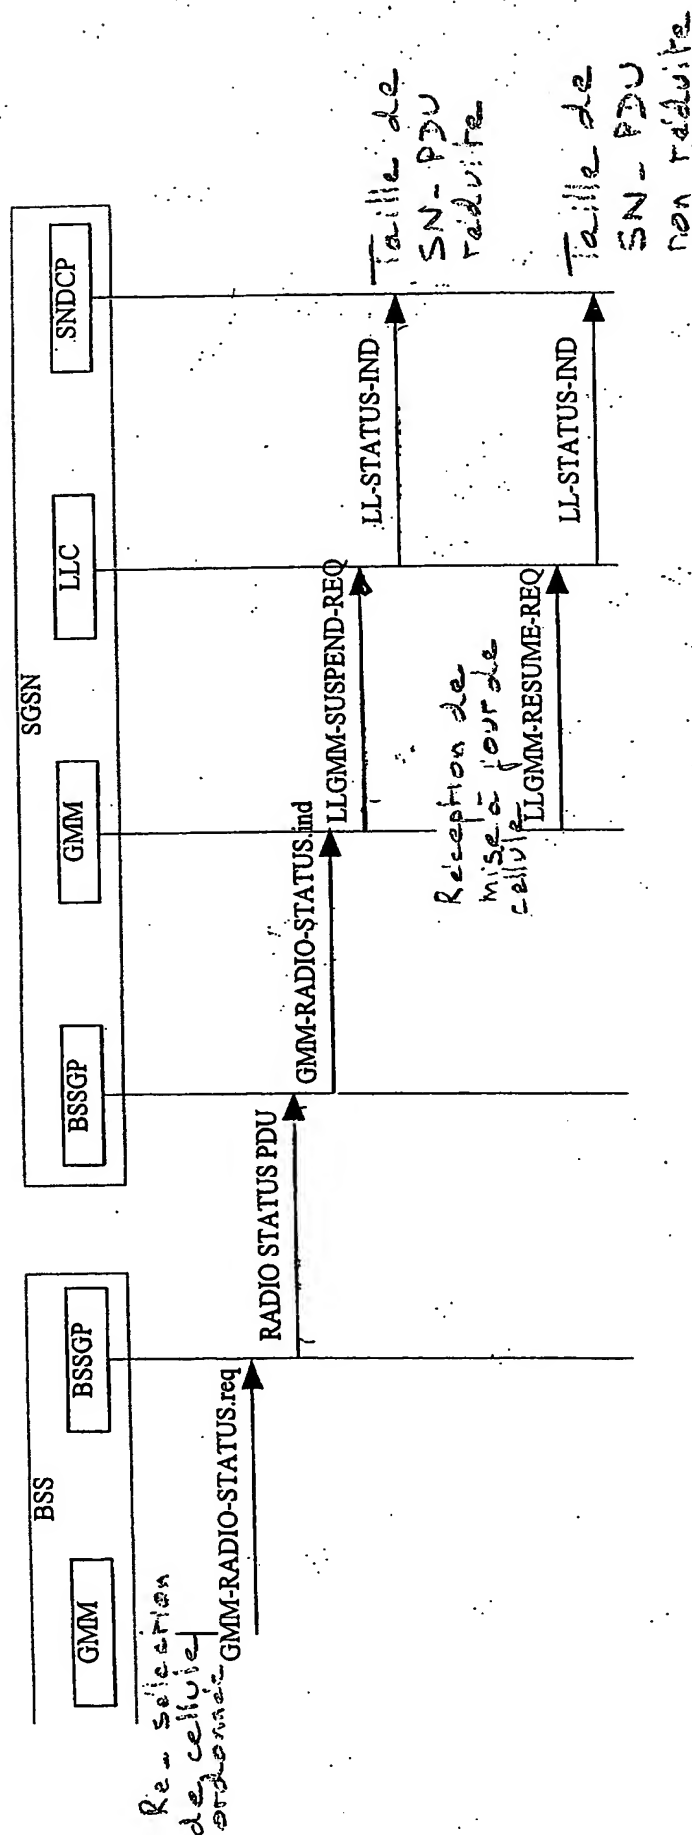 BSS
SGSN
GMM
BSSGP
BSSGP
GMM
LLC
SNDCP
Re-sélection
de cellule
ordonnée
GMM-RADIO-STATUS.req
RADIO STATUS PDU
GMM-RADIO-STATUS.ind
LLGMM-SUSPEND-REQ
LL-STATUS-IND
Taille de
SN-PDU
réduite
Réception de
mise à jour de
cellule
LLGMM-RESUME-REQ
LL-STATUS-IND
Taille de
SN-PDU
non réduite